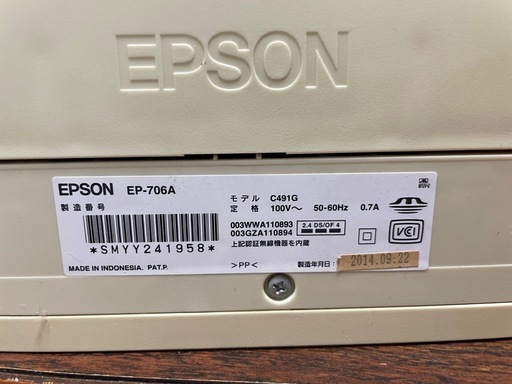 EPSON
EPSON EP-706A
製造番号
*SMYY241958*
MADE IN INDONESIA. PAT.P.
モデル C491G
定格 100V～ 50-60Hz 0.7A
003WWA110893
003GZA110894
2.4 DS/OF 4
上記認証無線機器を内蔵
>PP<
製造年月日:
2014.09.22
VCI